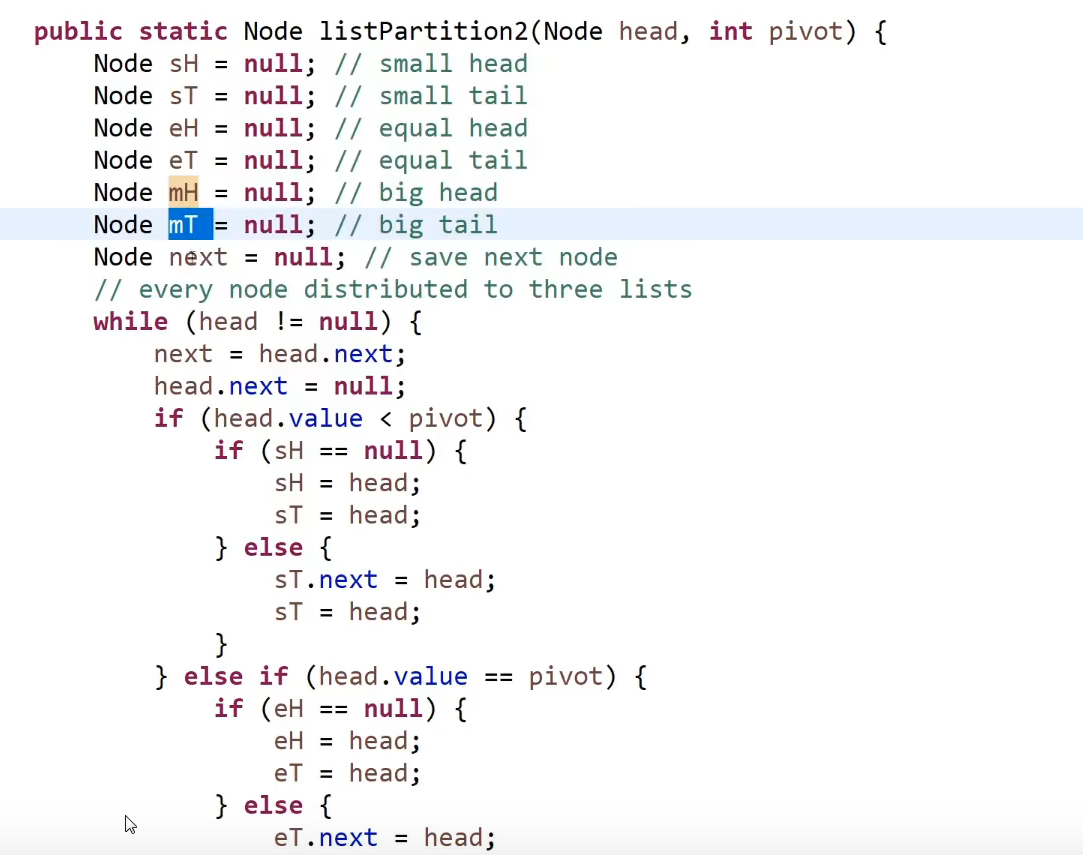 public static Node listPartition2(Node head, int pivot) {
    Node sH = null; // small head
    Node sT = null; // small tail
    Node eH = null; // equal head
    Node eT = null; // equal tail
    Node mH = null; // big head
    Node mT = null; // big tail
    Node next = null; // save next node
    // every node distributed to three lists
    while (head != null) {
        next = head.next;
        head.next = null;
        if (head.value < pivot) {
            if (sH == null) {
                sH = head;
                sT = head;
            } else {
                sT.next = head;
                sT = head;
            }
        } else if (head.value == pivot) {
            if (eH == null) {
                eH = head;
                eT = head;
            } else {
                eT.next = head;